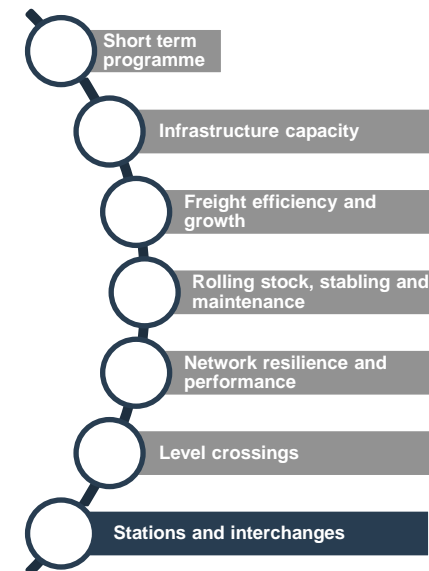 Short term
programme
Infrastructure capacity
Freight efficiency and
growth
Rolling stock, stabling and
maintenance
Network resilience and
performance
Level crossings
Stations and interchanges